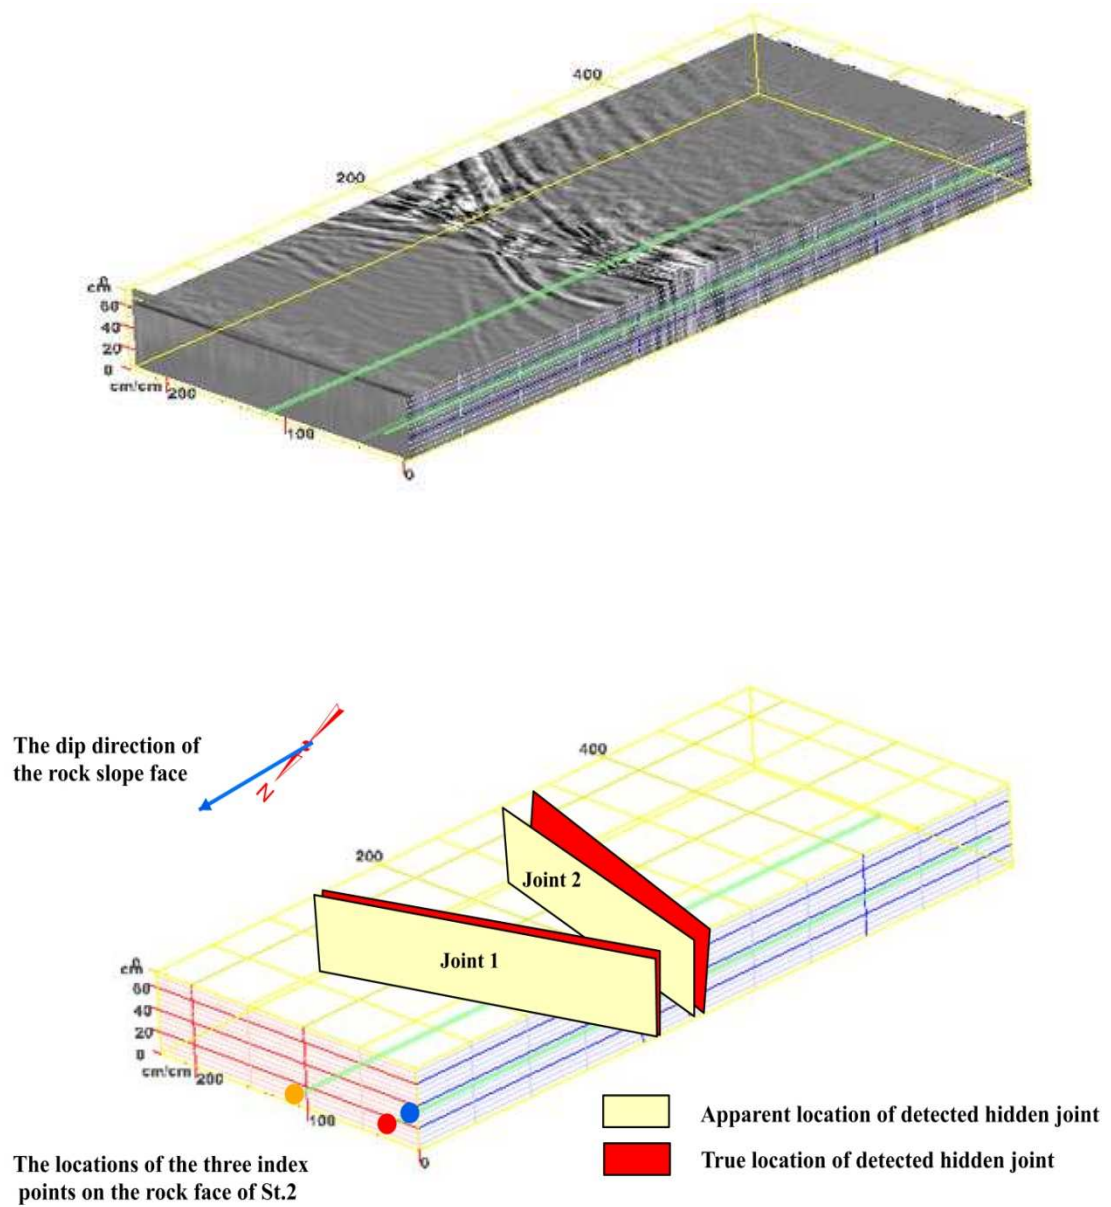 400
200
0
cm
60
40
20
0
cm/cm
200
100
0
The dip direction of
the rock slope face
N
400
200
Joint 2
Joint 1
0
cm
60
40
20
0
cm/cm
200
100
0
Apparent location of detected hidden joint
True location of detected hidden joint
The locations of the three index
points on the rock face of St.2